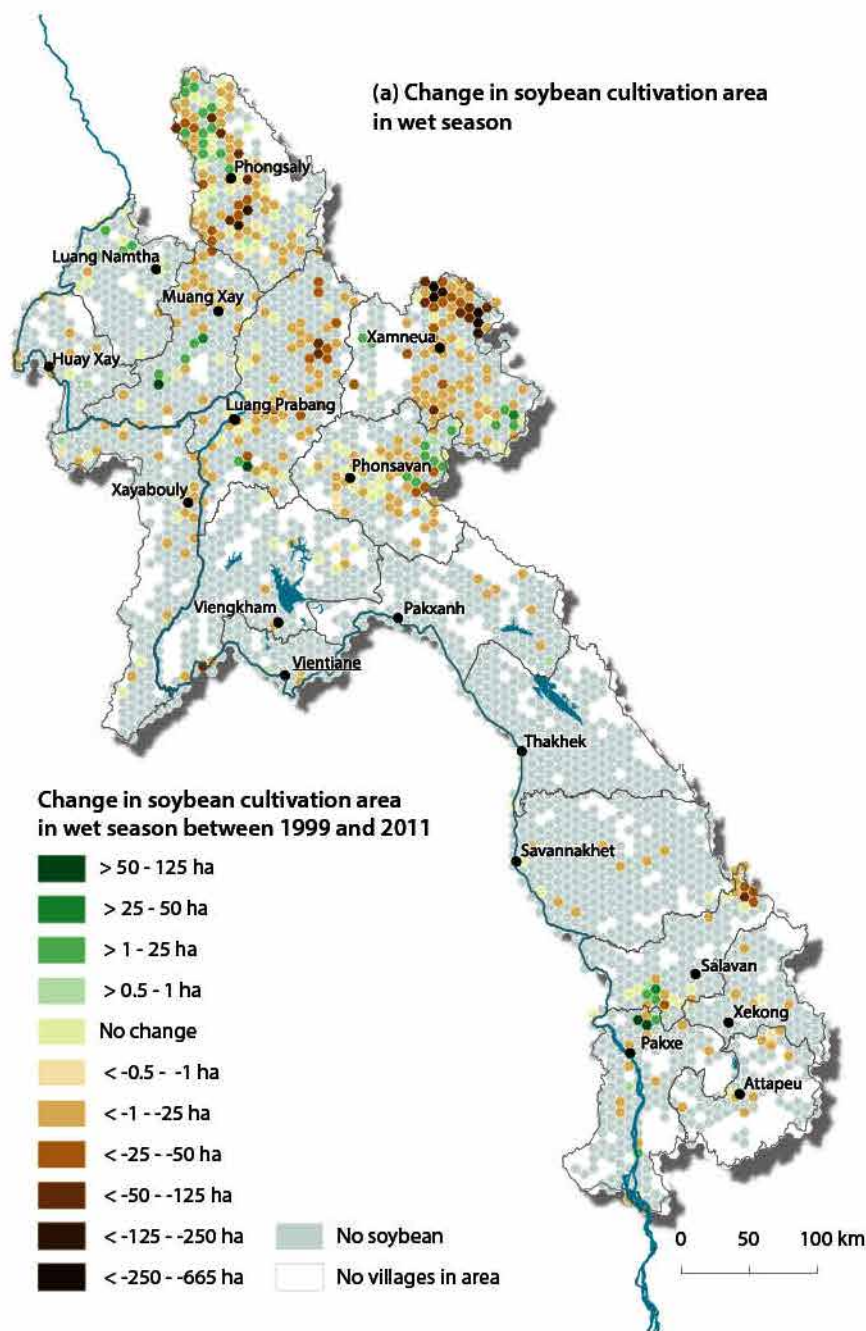 (a) Change in soybean cultivation area
in wet season
Phongsaly
Luang Namtha
Muang Xay
Xamneua
Huay Xay
Luang Prabang
Phonsavan
Xayabouly
Viengkham
Pakxanh
Vientiane
Thakhek
Change in soybean cultivation area
in wet season between 1999 and 2011
Savannakhet
> 50 - 125 ha
> 25 - 50 ha
> 1 - 25 ha
> 0.5 - 1 ha
No change
< -0.5 - -1 ha
< -1 - -25 ha
< -25 - -50 ha
< -50 - -125 ha
< -125 - -250 ha
< -250 - -665 ha
No soybean
No villages in area
Salavan
Xekong
Pakxe
Attapeu
0 50 100 km